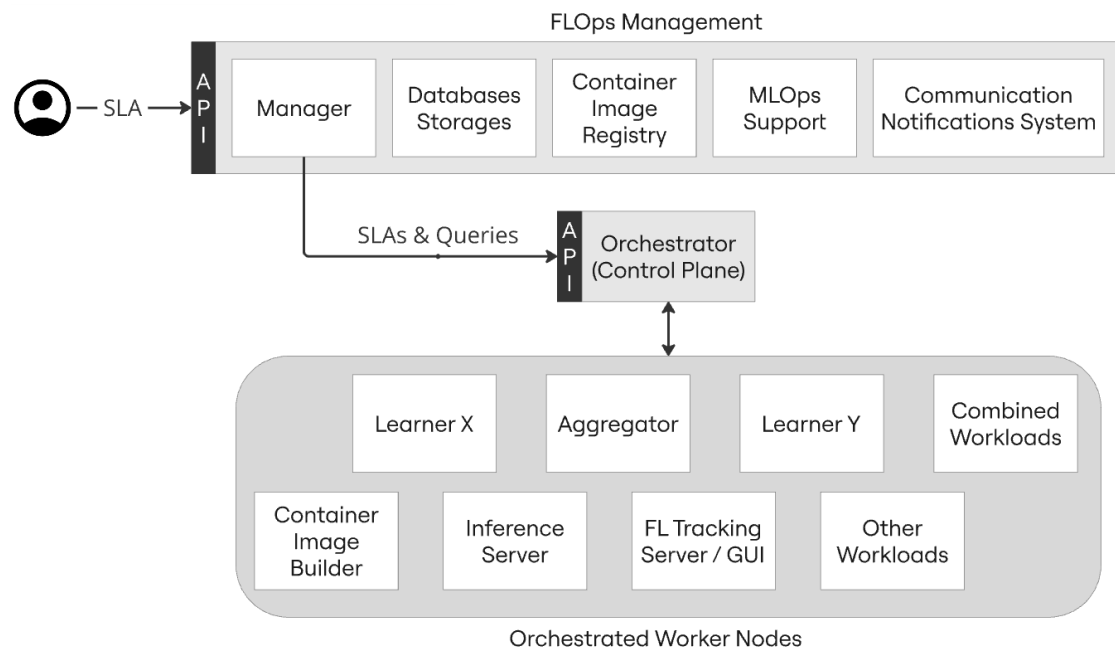 FLOps Management
SLA
A
P
I
Manager
Databases
Storages
Container
Image
Registry
MLOps
Support
Communication
Notifications System
SLAs & Queries
A
P
I
Orchestrator
(Control Plane)
Learner X
Aggregator
Learner Y
Combined
Workloads
Container
Image
Builder
Inference
Server
FL Tracking
Server / GUI
Other
Workloads
Orchestrated Worker Nodes